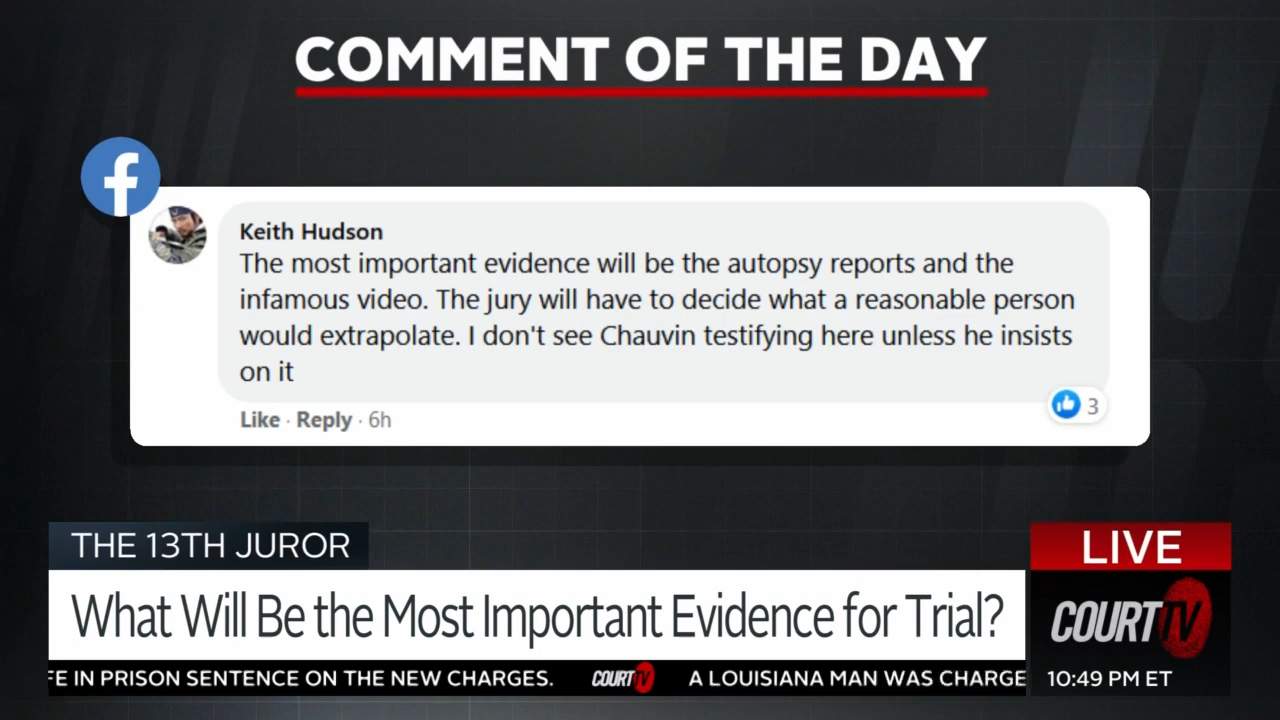 COMMENT OF THE DAY
f
Keith Hudson
The most important evidence will be the autopsy reports and the
infamous video. The jury will have to decide what a reasonable person
would extrapolate. I don't see Chauvin testifying here unless he insists
on it
Like · Reply · 6h
3
THE 13TH JUROR
LIVE
What Will Be the Most Important Evidence for Trial?
COURT TV
FE IN PRISON SENTENCE ON THE NEW CHARGES. COURT TV A LOUISIANA MAN WAS CHARGE
10:49 PM ET